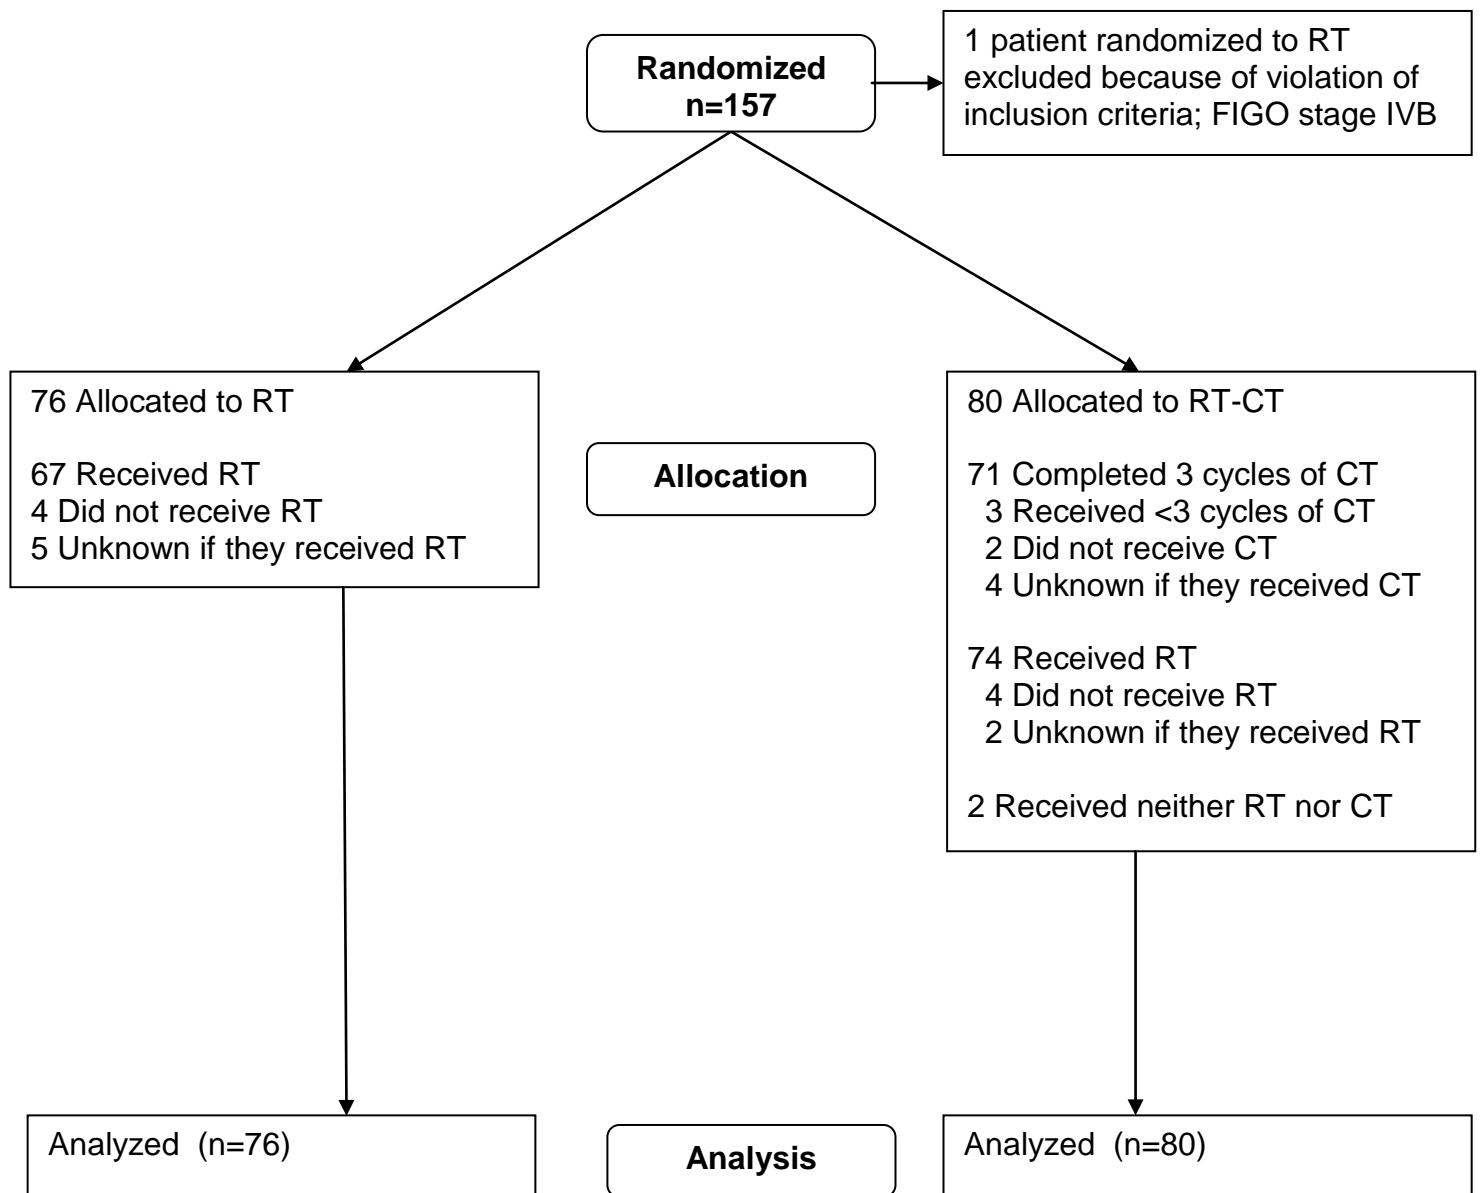 Randomized
n=157
1 patient randomized to RT
excluded because of violation of
inclusion criteria; FIGO stage IVB
76 Allocated to RT
67 Received RT
4 Did not receive RT
5 Unknown if they received RT
Allocation
80 Allocated to RT-CT
71 Completed 3 cycles of CT
3 Received <3 cycles of CT
2 Did not receive CT
4 Unknown if they received CT
74 Received RT
4 Did not receive RT
2 Unknown if they received RT
2 Received neither RT nor CT
Analyzed (n=76)
Analysis
Analyzed (n=80)